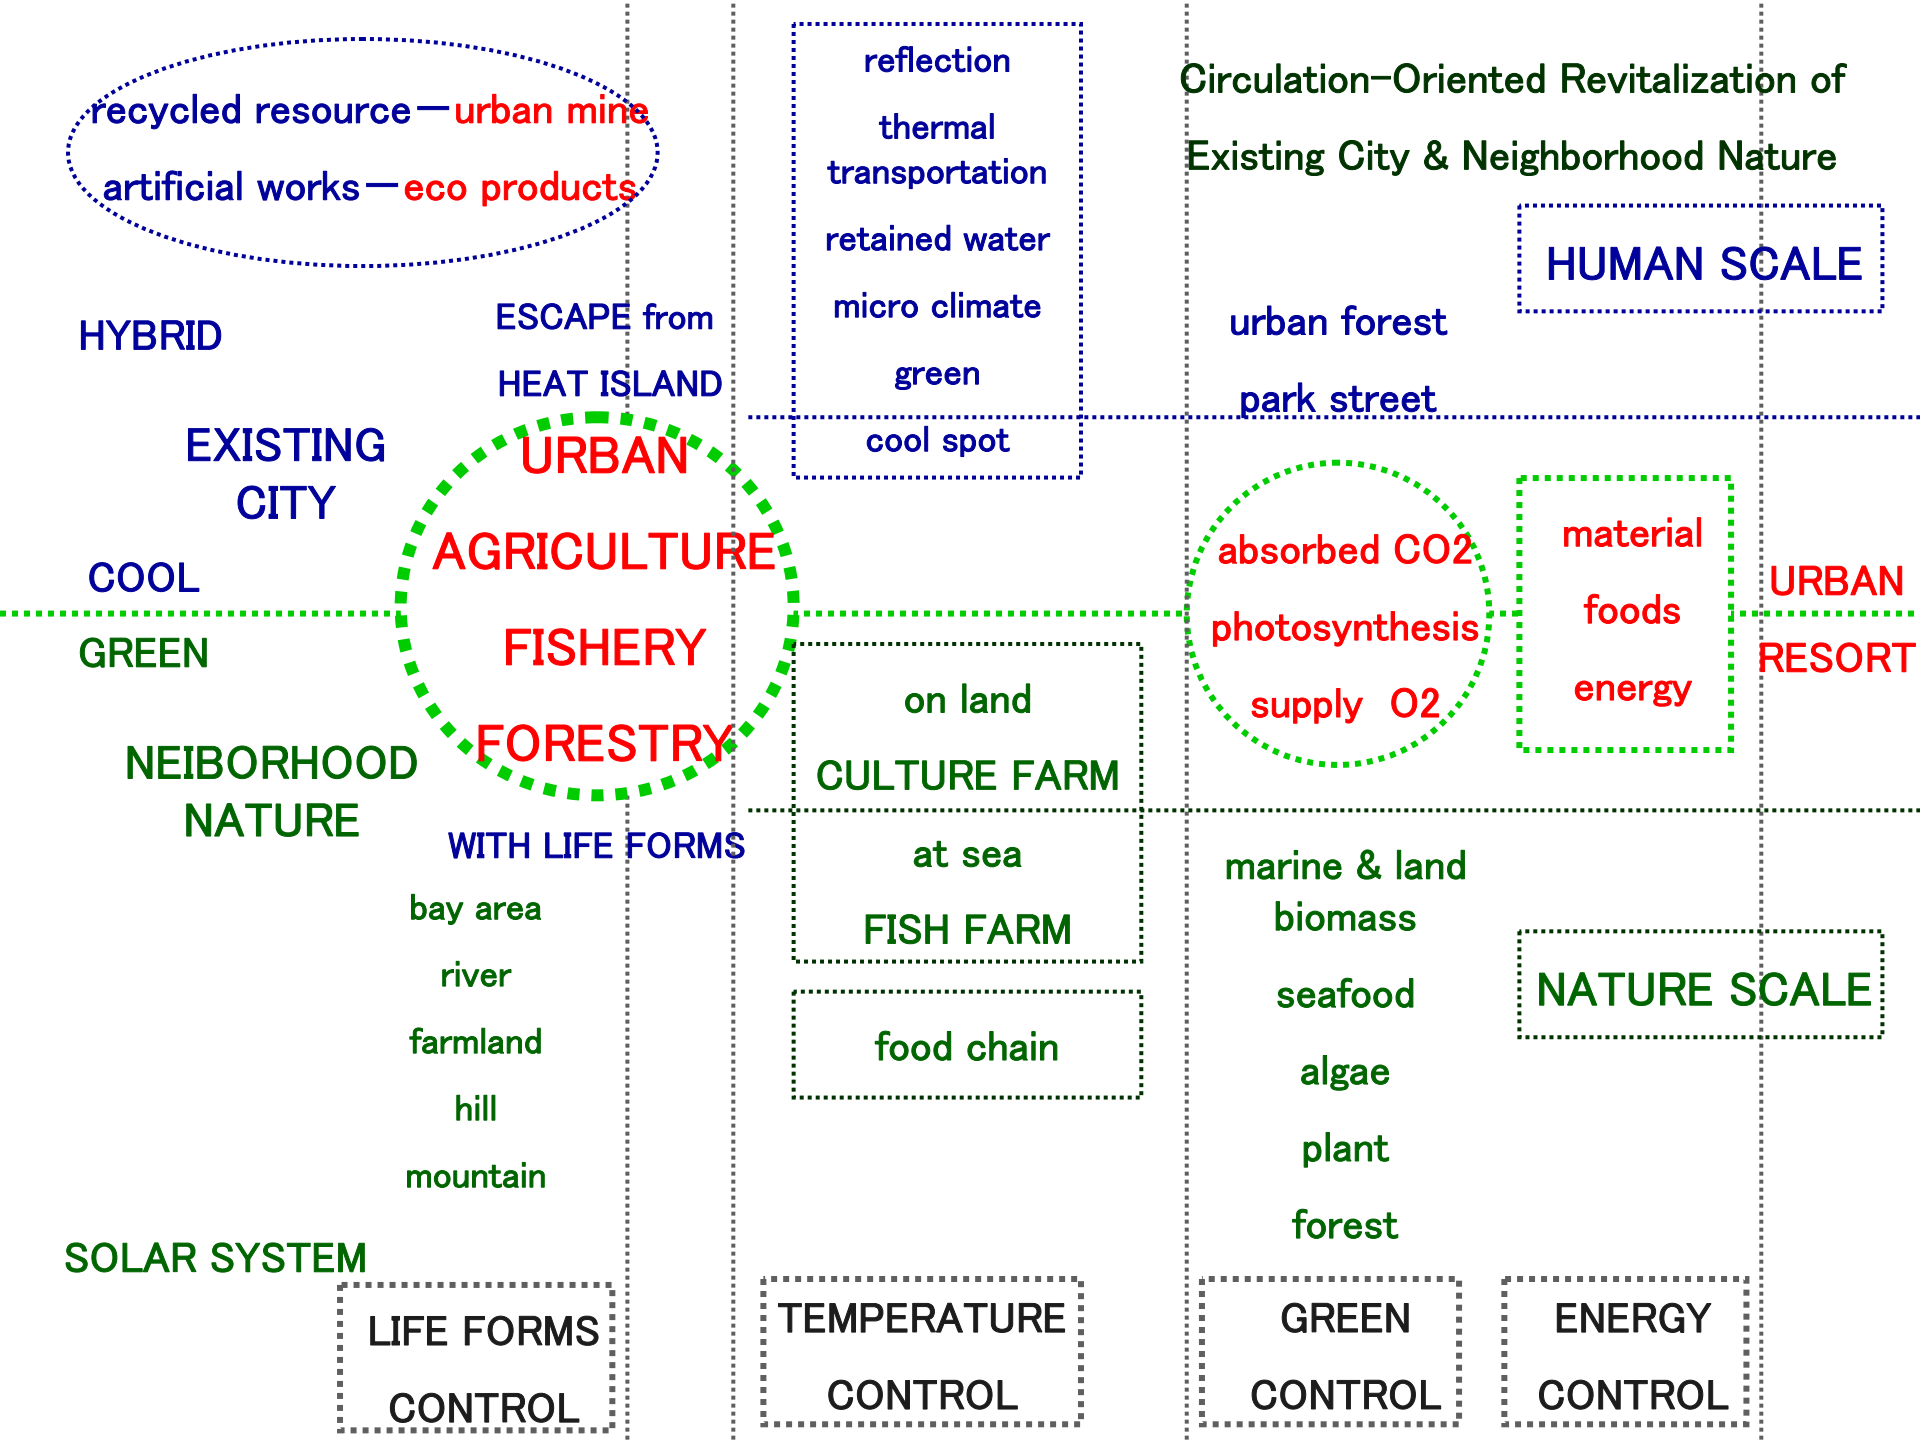 recycled resource－urban mine
artificial works－eco products
HYBRID
EXISTING
CITY
COOL
GREEN
NEIBORHOOD
NATURE
SOLAR SYSTEM
ESCAPE from
HEAT ISLAND
URBAN
AGRICULTURE
FISHERY
FORESTRY
WITH LIFE FORMS
bay area
river
farmland
hill
mountain
LIFE FORMS
CONTROL
reflection
thermal
transportation
retained water
micro climate
green
cool spot
on land
CULTURE FARM
at sea
FISH FARM
food chain
TEMPERATURE
CONTROL
Circulation-Oriented Revitalization of
Existing City & Neighborhood Nature
urban forest
park street
absorbed CO2
photosynthesis
supply O2
marine & land
biomass
seafood
algae
plant
forest
GREEN
CONTROL
HUMAN SCALE
material
foods
energy
URBAN
RESORT
NATURE SCALE
ENERGY
CONTROL